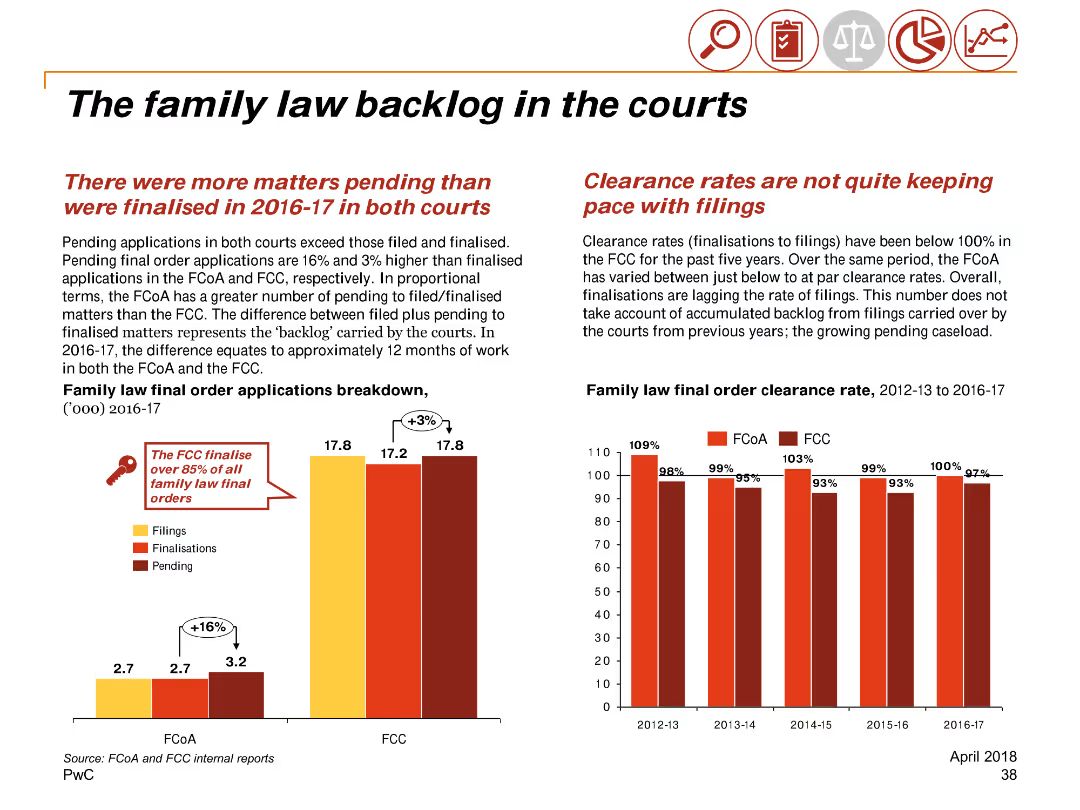 The family law backlog in the courts
There were more matters pending than
were finalised in 2016-17 in both courts
Pending applications in both courts exceed those filed and finalised.
Pending final order applications are 16% and 3% higher than finalised
applications in the FCoA and FCC, respectively. In proportional
terms, the FCoA has a greater number of pending to filed/finalised
matters than the FCC. The difference between filed plus pending to
finalised matters represents the ‘backlog’ carried by the courts. In
2016-17, the difference equates to approximately 12 months of work
in both the FCoA and the FCC.
Family law final order applications breakdown,
(’000) 2016-17
+3%
17.8
17.2
17.8
The FCC finalise
over 85% of all
family law final
orders
Filings
Finalisations
Pending
+16%
2.7
2.7
3.2
FCoA
FCC
Clearance rates are not quite keeping
pace with filings
Clearance rates (finalisations to filings) have been below 100% in
the FCC for the past five years. Over the same period, the FCoA
has varied between just below to at par clearance rates. Overall,
finalisations are lagging the rate of filings. This number does not
take account of accumulated backlog from filings carried over by
the courts from previous years; the growing pending caseload.
Family law final order clearance rate, 2012-13 to 2016-17
FCoA
FCC
109%
98%
99%
95%
103%
93%
99%
93%
100%
97%
110
100
90
80
70
60
50
40
30
20
10
0
2012-13
2013-14
2014-15
2015-16
2016-17
Source: FCoA and FCC internal reports
PwC
April 2018
38